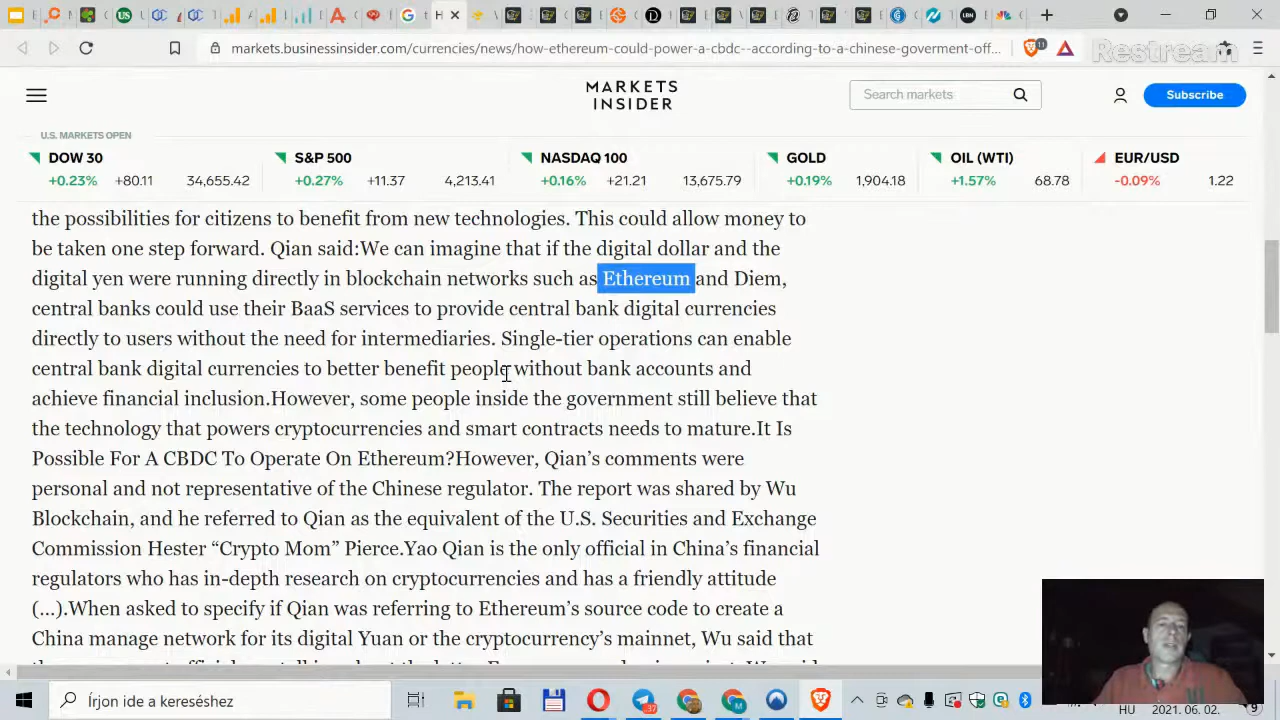 H
markets.businessinsider.com/currencies/news/how-ethereum-could-power-a-cbdc--according-to-a-chinese-goverment-off...
11
Restream
MARKETS
INSIDER
Search markets
Subscribe
U.S. MARKETS OPEN
DOW 30
+0.23% +80.11 34,655.42
S&P 500
+0.27% +11.37 4,213.41
NASDAQ 100
+0.16% +21.21 13,675.79
GOLD
+0.19% 1,904.18
OIL (WTI)
+1.57% 68.78
EUR/USD
-0.09% 1.22
the possibilities for citizens to benefit from new technologies. This could allow money to
be taken one step forward. Qian said:We can imagine that if the digital dollar and the
digital yen were running directly in blockchain networks such as Ethereum and Diem,
central banks could use their BaaS services to provide central bank digital currencies
directly to users without the need for intermediaries. Single-tier operations can enable
central bank digital currencies to better benefit people without bank accounts and
achieve financial inclusion.However, some people inside the government still believe that
the technology that powers cryptocurrencies and smart contracts needs to mature.It Is
Possible For A CBDC To Operate On Ethereum?However, Qian’s comments were
personal and not representative of the Chinese regulator. The report was shared by Wu
Blockchain, and he referred to Qian as the equivalent of the U.S. Securities and Exchange
Commission Hester “Crypto Mom” Pierce.Yao Qian is the only official in China’s financial
regulators who has in-depth research on cryptocurrencies and has a friendly attitude
(…).When asked to specify if Qian was referring to Ethereum’s source code to create a
China manage network for its digital Yuan or the cryptocurrency’s mainnet, Wu said that
Írjon ide a kereséshez
37
HU 2021. 06. 02.